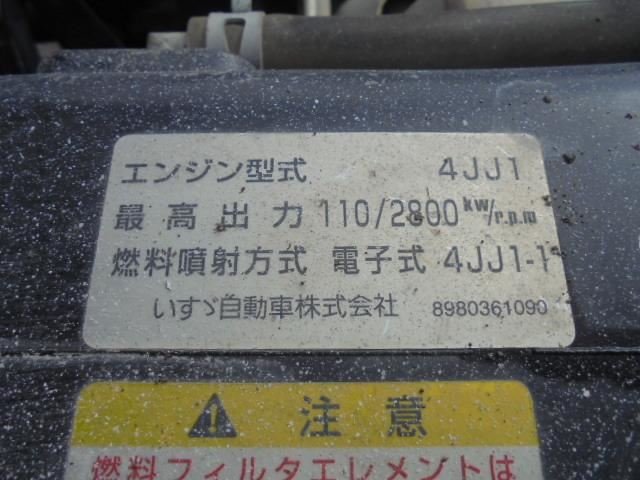 エンジン型式 4JJ1
最高出力 110/2800 kW/r.p.m
燃料噴射方式 電子式 4JJ1-1
いすゞ自動車株式会社 8980361090
⚠ 注意
燃料フィルタエレメントは